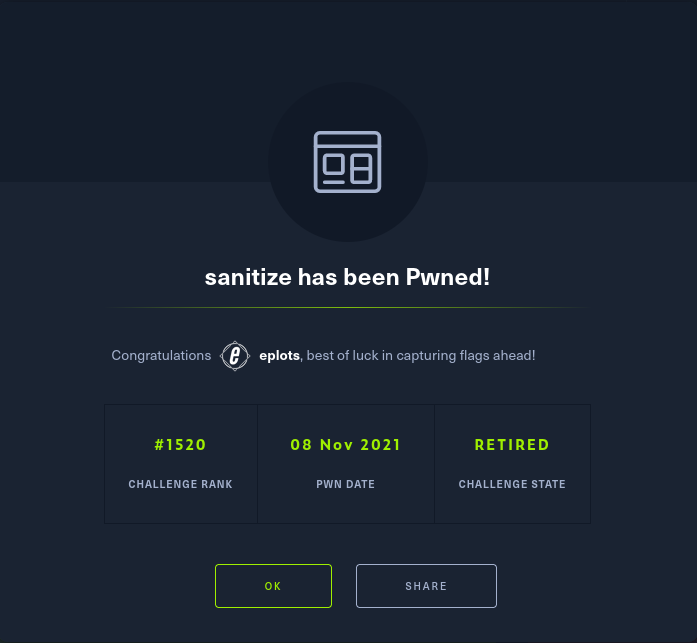 sanitize has been Pwned!
Congratulations e eplots, best of luck in capturing flags ahead!
#1520 08 Nov 2021 RETIRED
CHALLENGE RANK PWN DATE CHALLENGE STATE
OK SHARE